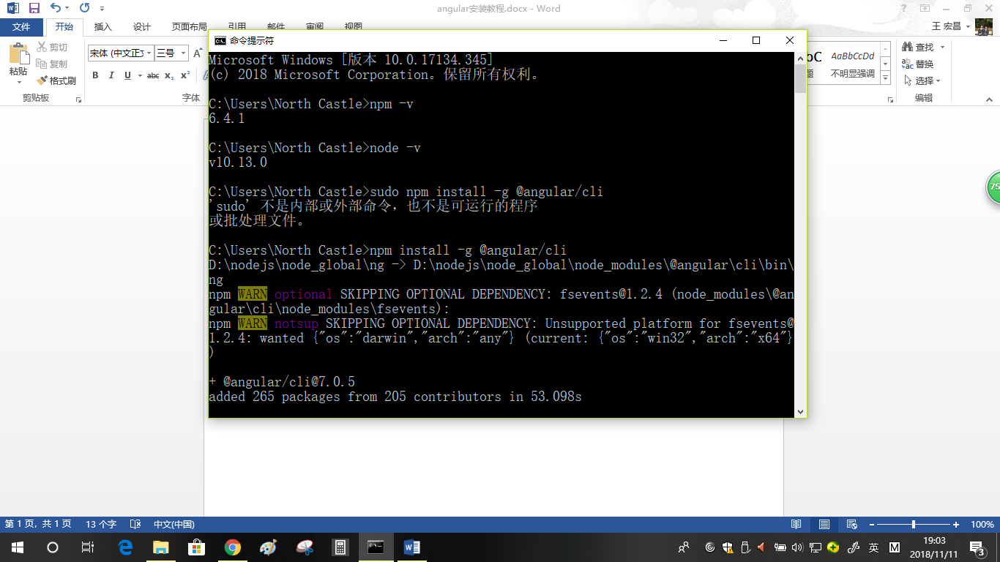 angular安装教程.docx - Word
文件 开始 插入 设计 页面布局 引用 邮件 审阅 视图
王 宏昌
剪切
复制
格式刷
粘贴
剪贴板
宋体 (中文正文 三号
B I U abc x₂ x²
字体
AaBbCcDd
不明显强调
查找
替换
选择
编辑
命令提示符
Microsoft Windows [版本 10.0.17134.345]
(c) 2018 Microsoft Corporation。保留所有权利。
C:\Users\North Castle>npm -v
6.4.1
C:\Users\North Castle>node -v
v10.13.0
C:\Users\North Castle>sudo npm install -g @angular/cli
'sudo' 不是内部或外部命令，也不是可运行的程序
或批处理文件。
C:\Users\North Castle>npm install -g @angular/cli
D:\nodejs\node_global\ng -> D:\nodejs\node_global\node_modules\@angular\cli\bin\
ng
npm WARN optional SKIPPING OPTIONAL DEPENDENCY: fsevents@1.2.4 (node_modules\@an
gular\cli\node_modules\fsevents):
npm WARN notsup SKIPPING OPTIONAL DEPENDENCY: Unsupported platform for fsevents@
1.2.4: wanted {"os":"darwin","arch":"any"} (current: {"os":"win32","arch":"x64"}
)
+ @angular/cli@7.0.5
added 265 packages from 205 contributors in 53.098s
75
第 1 页，共 1 页 13 个字 中文(中国)
100%
英 M
19:03
2018/11/11
3